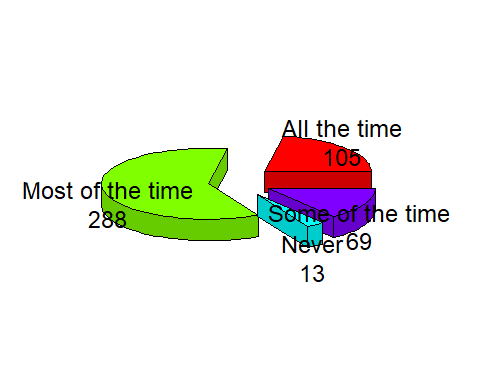 All the time
105
Most of the time
288
Some of the time
69
Never
13